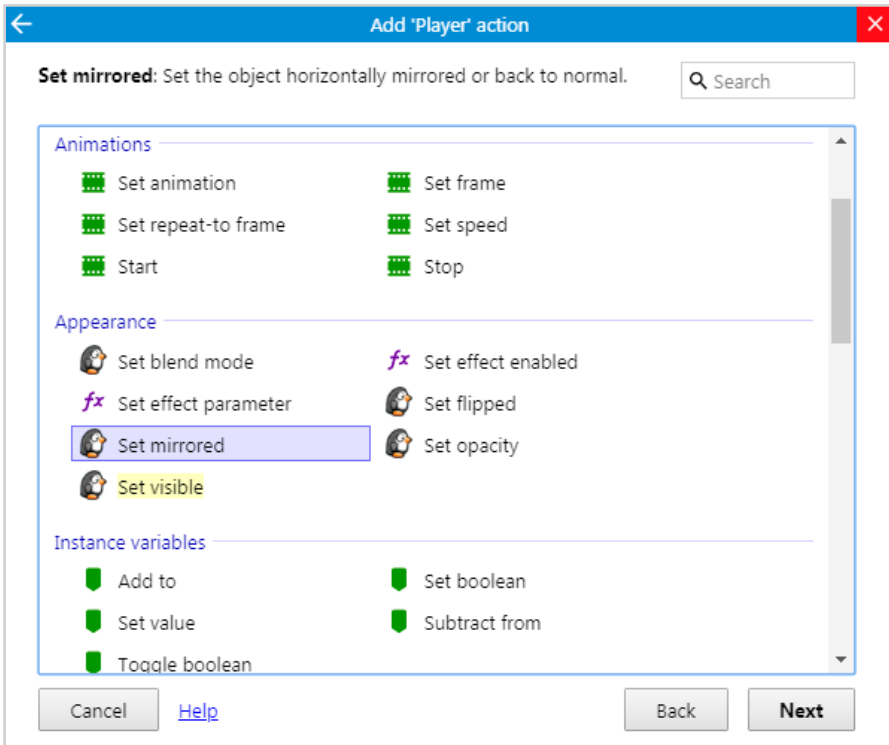 Add 'Player' action
Set mirrored: Set the object horizontally mirrored or back to normal.
Search
Animations
Set animation
Set frame
Set repeat-to frame
Set speed
Start
Stop
Appearance
Set blend mode
fx Set effect enabled
fx Set effect parameter
Set flipped
Set mirrored
Set opacity
Set visible
Instance variables
Add to
Set boolean
Set value
Subtract from
Toggle boolean
Cancel
Help
Back
Next